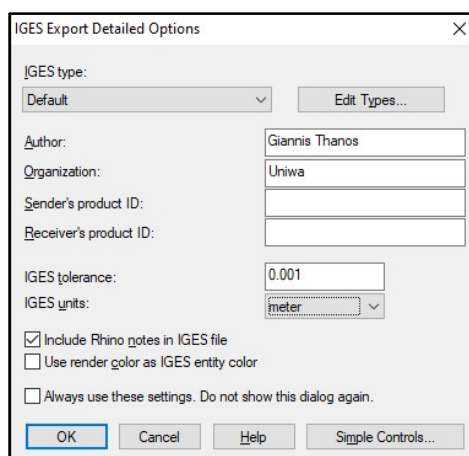 IGES Export Detailed Options
IGES type:
Default
Edit Types...
Author:
Giannis Thanos
Organization:
Uniwa
Sender's product ID:
Receiver's product ID:
IGES tolerance:
0.001
IGES units:
meter
Include Rhino notes in IGES file
Use render color as IGES entity color
Always use these settings. Do not show this dialog again.
OK
Cancel
Help
Simple Controls...